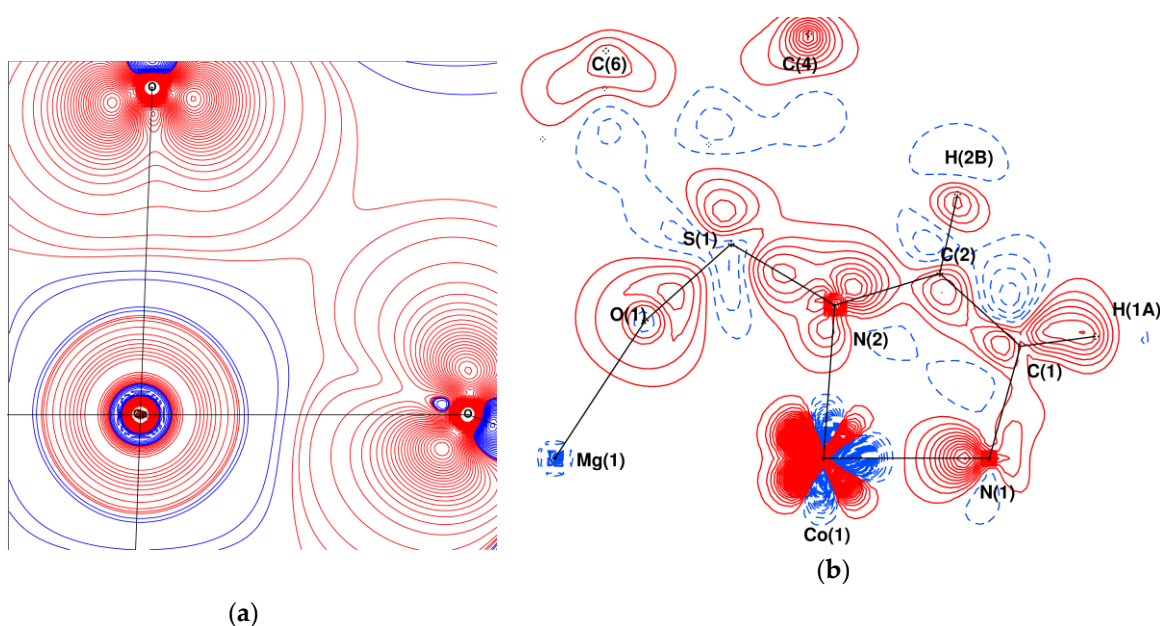 C(6)
C(4)
O
H(2B)
S(1)
C(2)
O(1)
H(1A)
N(2)
C(1)
O
Mg(1)
N(1)
Co(1)
(b)
(a)